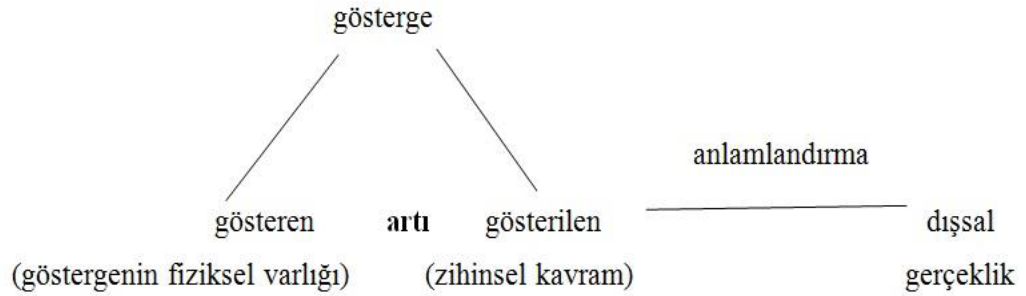 gösterge
anlamlandırma
gösteren artı gösterilen dışsal
(göstergenin fiziksel varlığı) (zihinsel kavram) gerçeklik